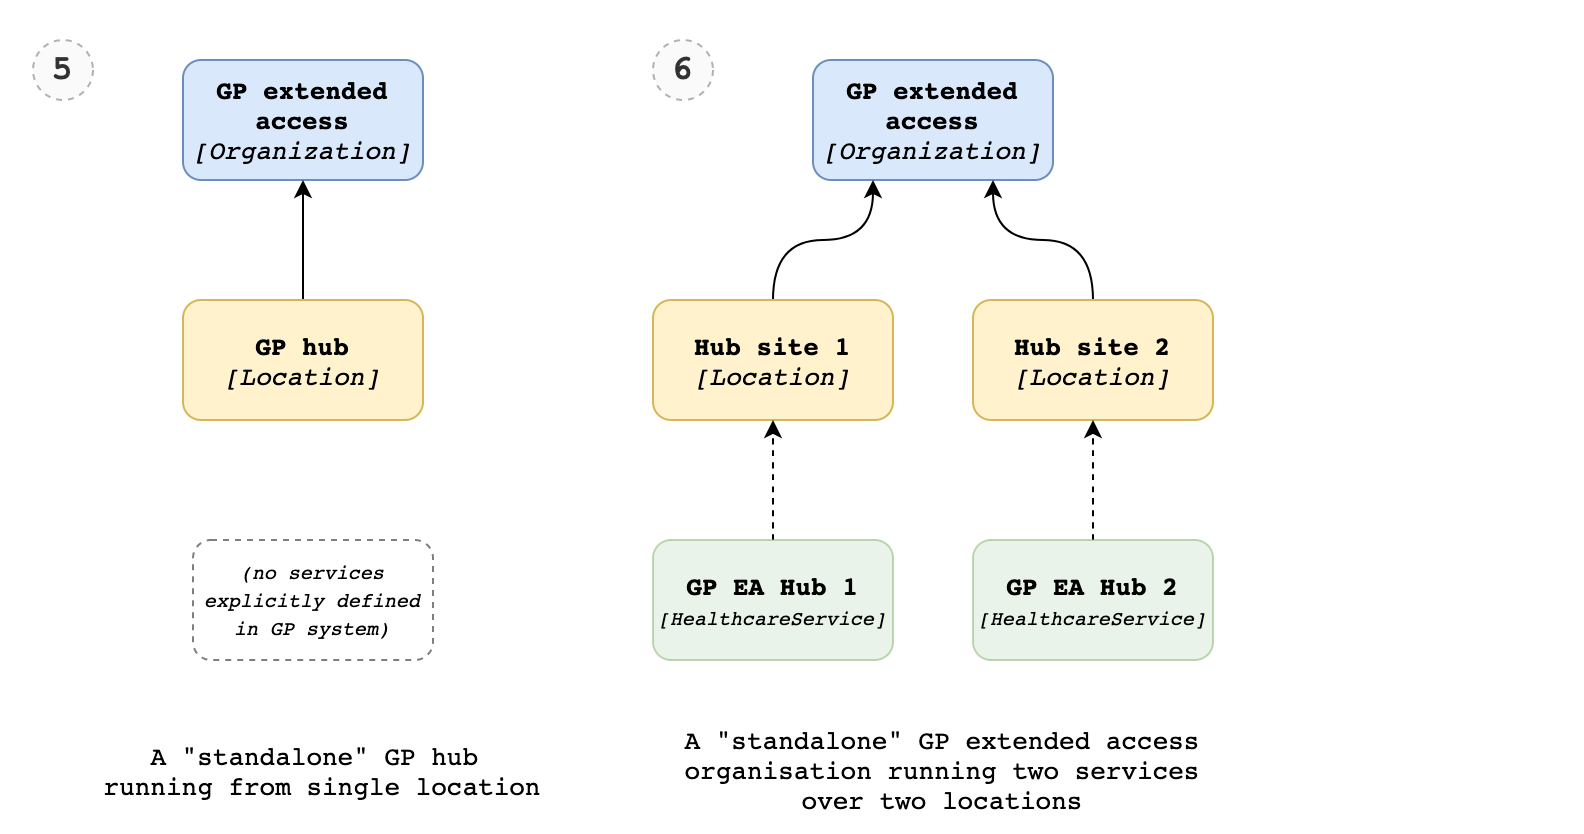 5
GP extended
access
[Organization]
GP hub
[Location]
(no services
explicitly defined
in GP system)
A "standalone" GP hub
running from single location
6
GP extended
access
[Organization]
Hub site 1
[Location]
Hub site 2
[Location]
GP EA Hub 1
[HealthcareService]
GP EA Hub 2
[HealthcareService]
A "standalone" GP extended access
organisation running two services
over two locations